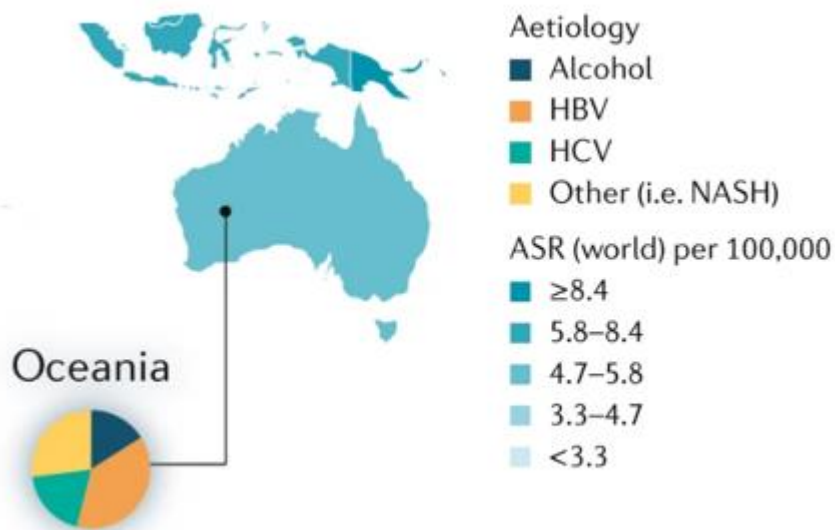 Aetiology
Alcohol
HBV
HCV
Other (i.e. NASH)
ASR (world) per 100,000
≥8.4
5.8–8.4
4.7–5.8
3.3–4.7
<3.3
Oceania